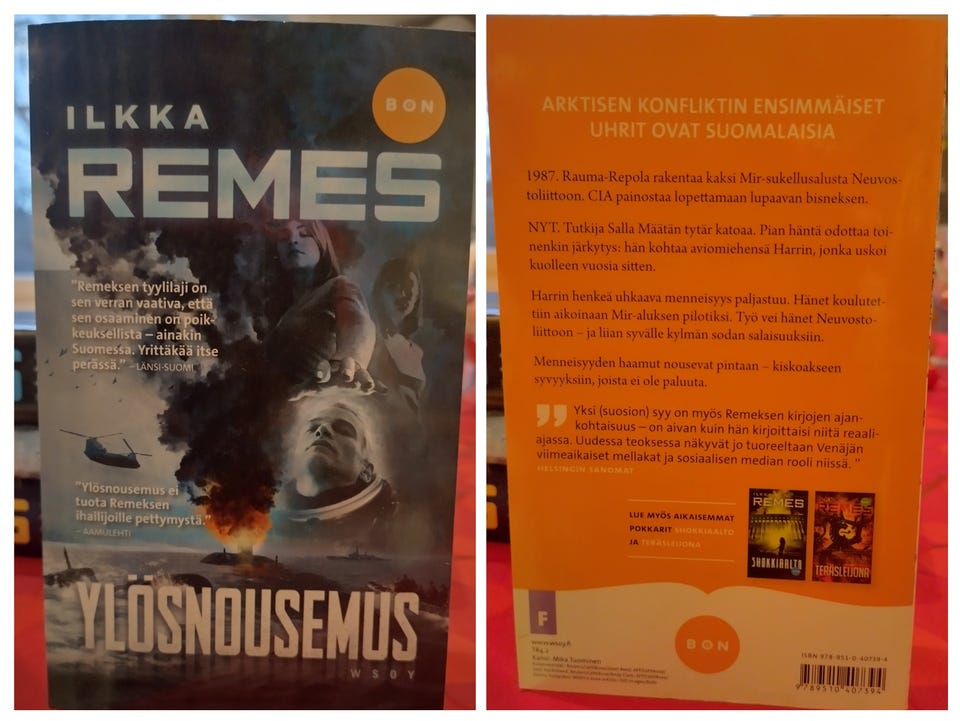 ILKKA
BON
REMES
"Remeksen tyylilaji on
sen verran vaativa, että
sen osaaminen on poik-
keuksellista – ainakin
Suomessa. Yrittäkää itse
perässä." – LÄNSI-SUOMI
"Ylösnousemus ei
tuota Remeksen
ihailijoille pettymystä."
– AAMULEHTI
YLÖSNOUSEMUS
WSOY
ARKTISEN KONFLIKTIN ENSIMMÄISET
UHRIT OVAT SUOMALAISIA
1987. Rauma-Repola rakentaa kaksi Mir-sukellusalusta Neuvos-
toliittoon. CIA painostaa lopettamaan lupaavan bisneksen.
NYT. Tutkija Salla Määtän tytär katoaa. Pian häntä odottaa toi-
nenkin järkytys: hän kohtaa aviomiehensä Harrin, jonka uskoi
kuolleen vuosia sitten.
Harrin henkeä uhkaava menneisyys paljastuu. Hänet koulutet-
tiin aikoinaan Mir-aluksen pilotiksi. Työ vei hänet Neuvosto-
liittoon – ja liian syvälle kylmän sodan salaisuuksiin.
Menneisyyden haamut nousevat pintaan – kiskoakseen
syvyyksiin, joista ei ole paluuta.
" Yksi (suosion) syy on myös Remeksen kirjojen ajan-
kohtaisuus – on aivan kuin hän kirjoittaisi niitä reaali-
ajassa. Uudessa teoksessa näkyvät jo tuoreeltaan Venäjän
viimeaikaiset mellakat ja sosiaalisen median rooli niissä. "
HELSINGIN SANOMAT
LUE MYÖS AIKAISEMMAT
POKKARIT SHOKKIAALTO
JA TERÄSLEIJONA
ILKKA
REMES
SHOKKIAALTO
REMES
TERÄSLEIJONA
F
www.wsoy.fi
T84.2
Kansi: Mika Tuominen
BON
ISBN 978-951-0-40739-4
9 789510 407394